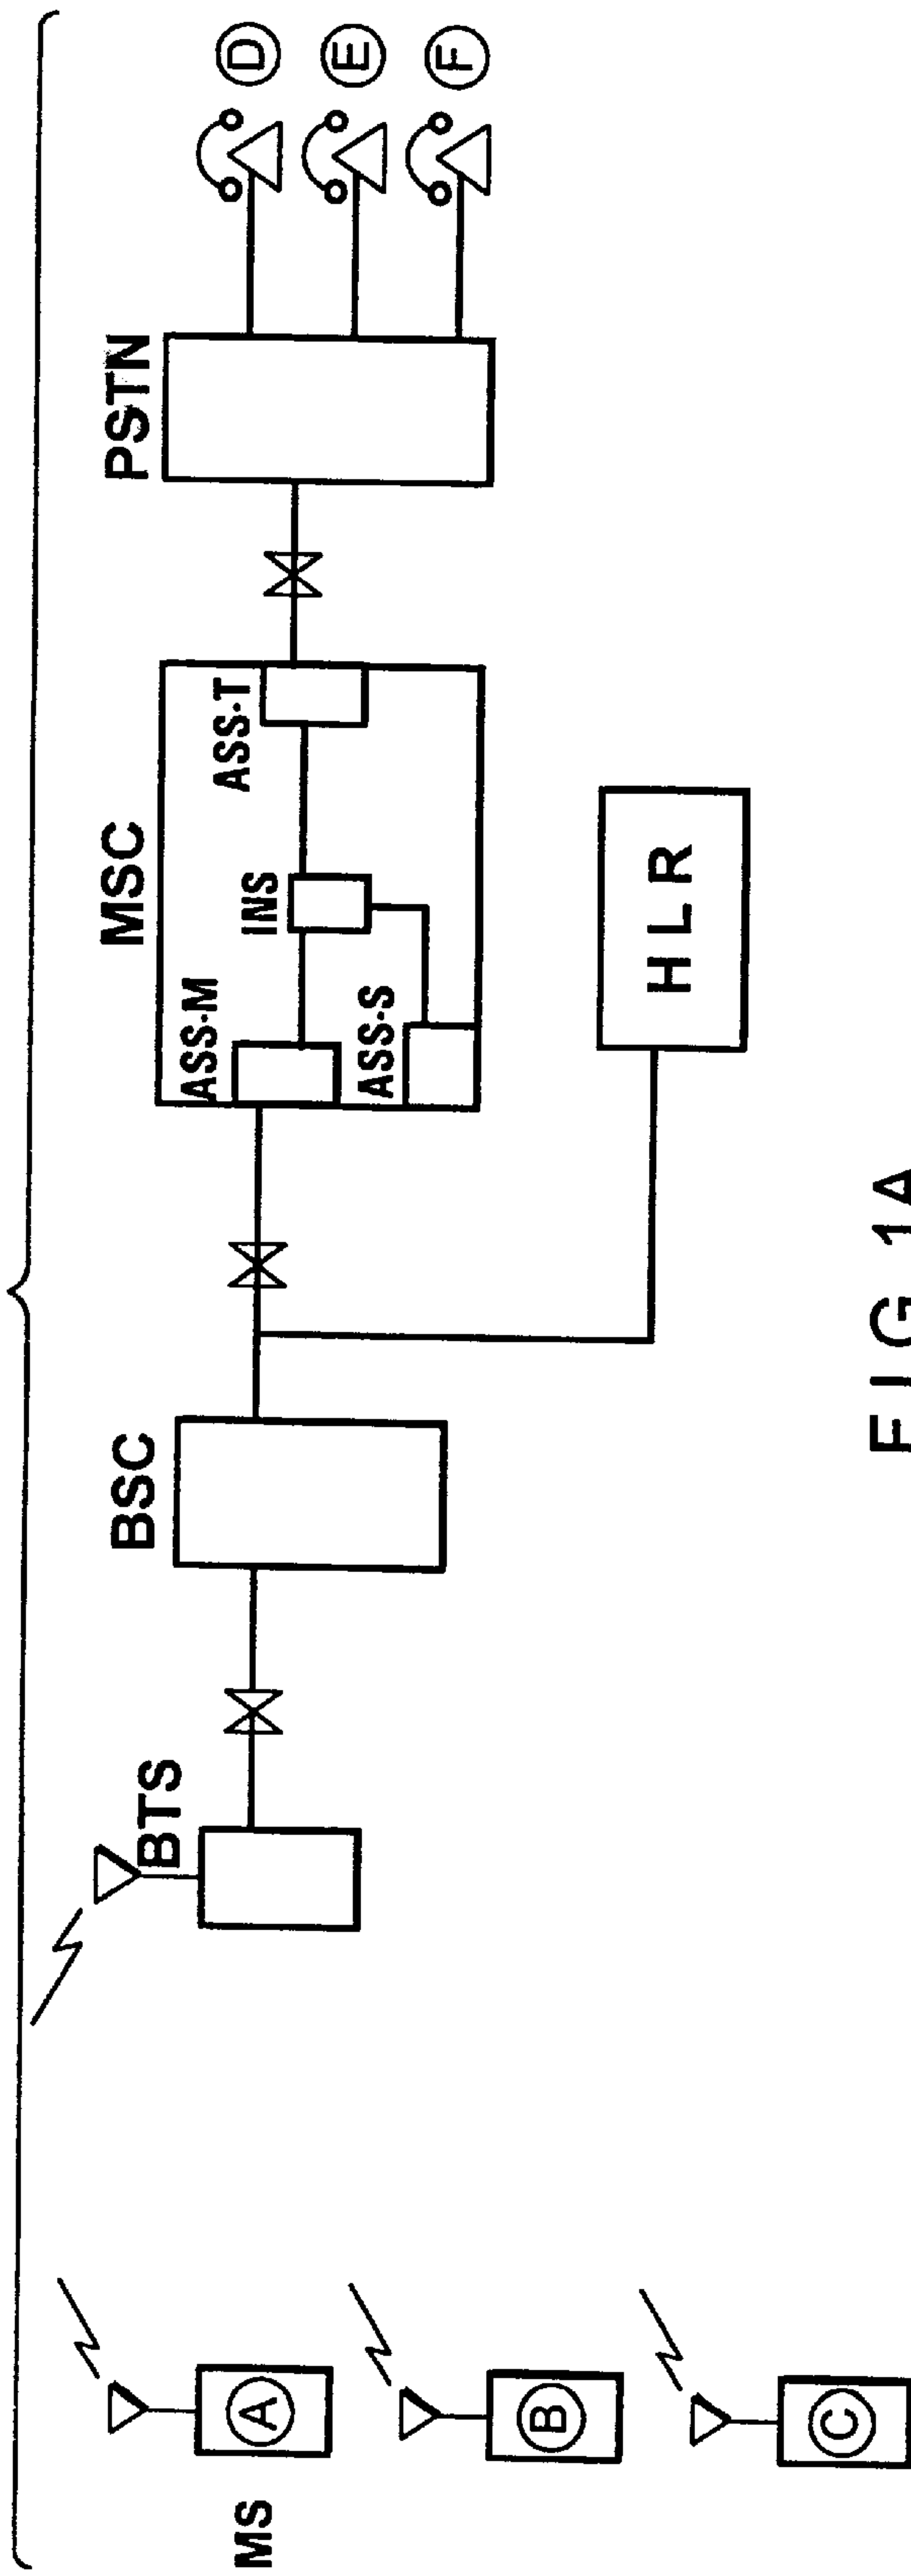 MS
A
B
C
BTS
BSC
MSC
ASS-M
INS
ASS-T
ASS-S
HLR
PSTN
D
E
F
FIG 1A